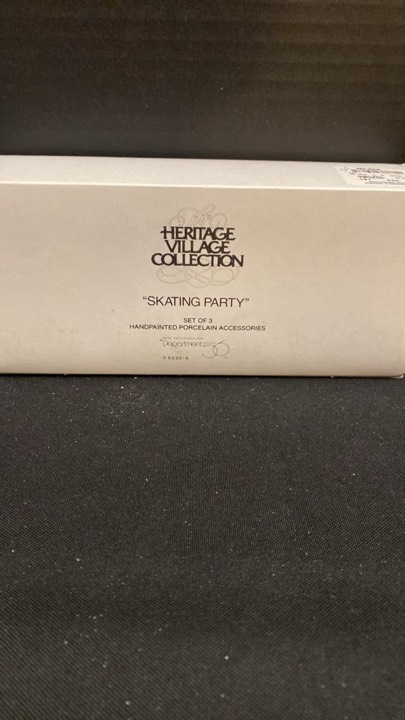 HERITAGE
VILLAGE
COLLECTION
"SKATING PARTY"
SET OF 3
HANDPAINTED PORCELAIN ACCESSORIES
Department 56